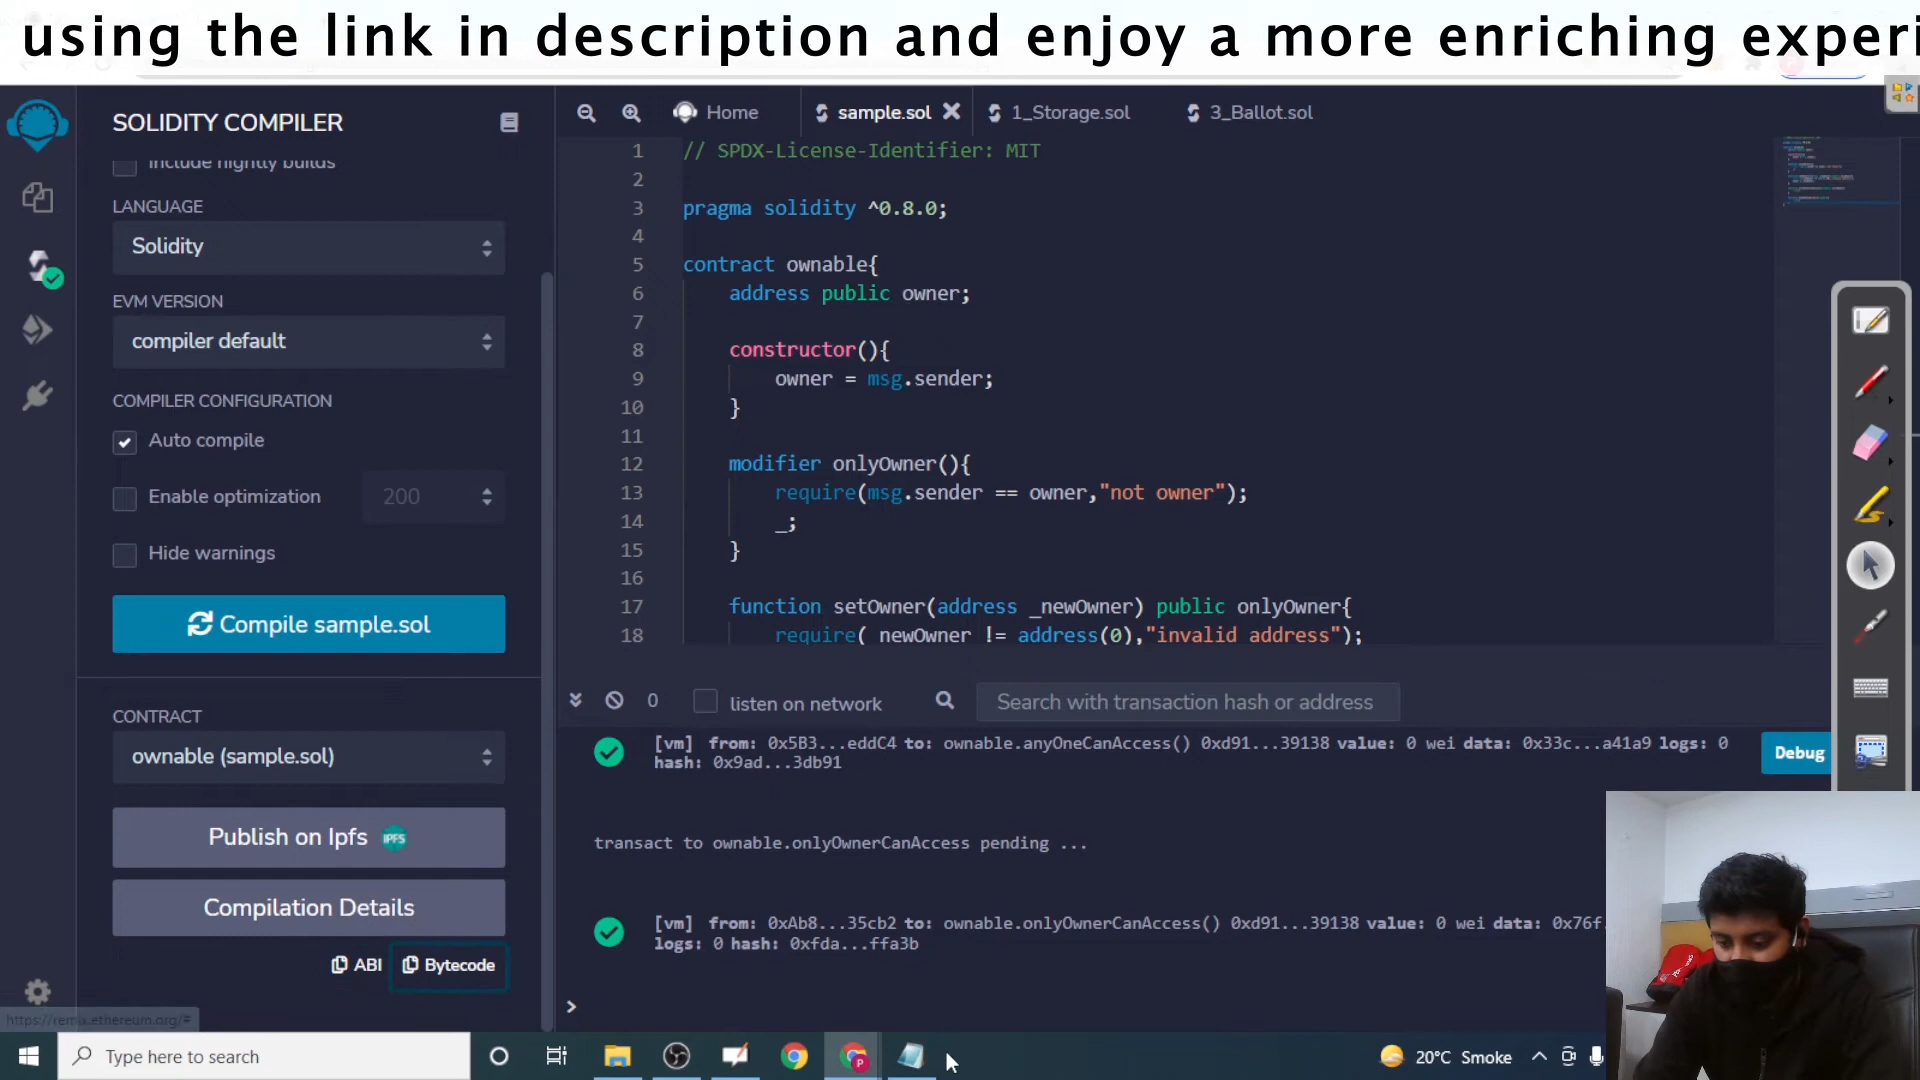 using the link in description and enjoy a more enriching experi
SOLIDITY COMPILER
Home
sample.sol
1_Storage.sol
3_Ballot.sol
Include nightly builds
LANGUAGE
Solidity
EVM VERSION
compiler default
COMPILER CONFIGURATION
Auto compile
Enable optimization
200
Hide warnings
Compile sample.sol
CONTRACT
ownable (sample.sol)
Publish on Ipfs IPFS
Compilation Details
ABI
Bytecode
https://remix.ethereum.org/#
1 // SPDX-License-Identifier: MIT
2
3 pragma solidity ^0.8.0;
4
5 contract ownable{
6 address public owner;
7
8 constructor(){
9 owner = msg.sender;
10 }
11
12 modifier onlyOwner(){
13 require(msg.sender == owner,"not owner");
14 _;
15 }
16
17 function setOwner(address _newOwner) public onlyOwner{
18 require( newOwner != address(0),"invalid address");
0
listen on network
Search with transaction hash or address
[vm] from: 0x5B3...eddC4 to: ownable.anyOneCanAccess() 0xd91...39138 value: 0 wei data: 0x33c...a41a9 logs: 0
hash: 0x9ad...3db91
Debug
transact to ownable.onlyOwnerCanAccess pending ...
[vm] from: 0xAb8...35cb2 to: ownable.onlyOwnerCanAccess() 0xd91...39138 value: 0 wei data: 0x76f.
logs: 0 hash: 0xfda...ffa3b
>
Type here to search
20°C Smoke